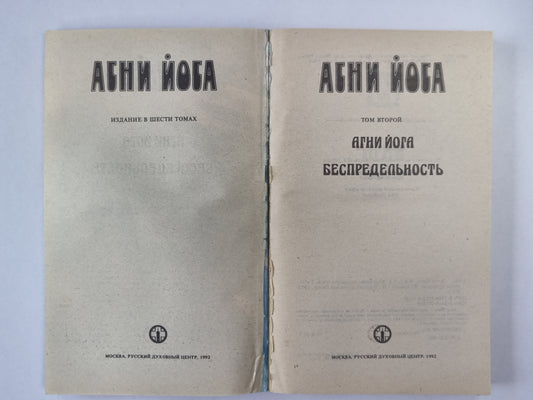 АГНИ ЙОГА
ИЗДАНИЕ В ШЕСТИ ТОМАХ
МОСКВА, РУССКИЙ ДУХОВНЫЙ ЦЕНТР, 1992
АГНИ ЙОГА
ТОМ ВТОРОЙ
АГНИ ЙОГА
БЕСПРЕДЕЛЬНОСТЬ
МОСКВА, РУССКИЙ ДУХОВНЫЙ ЦЕНТР, 1992